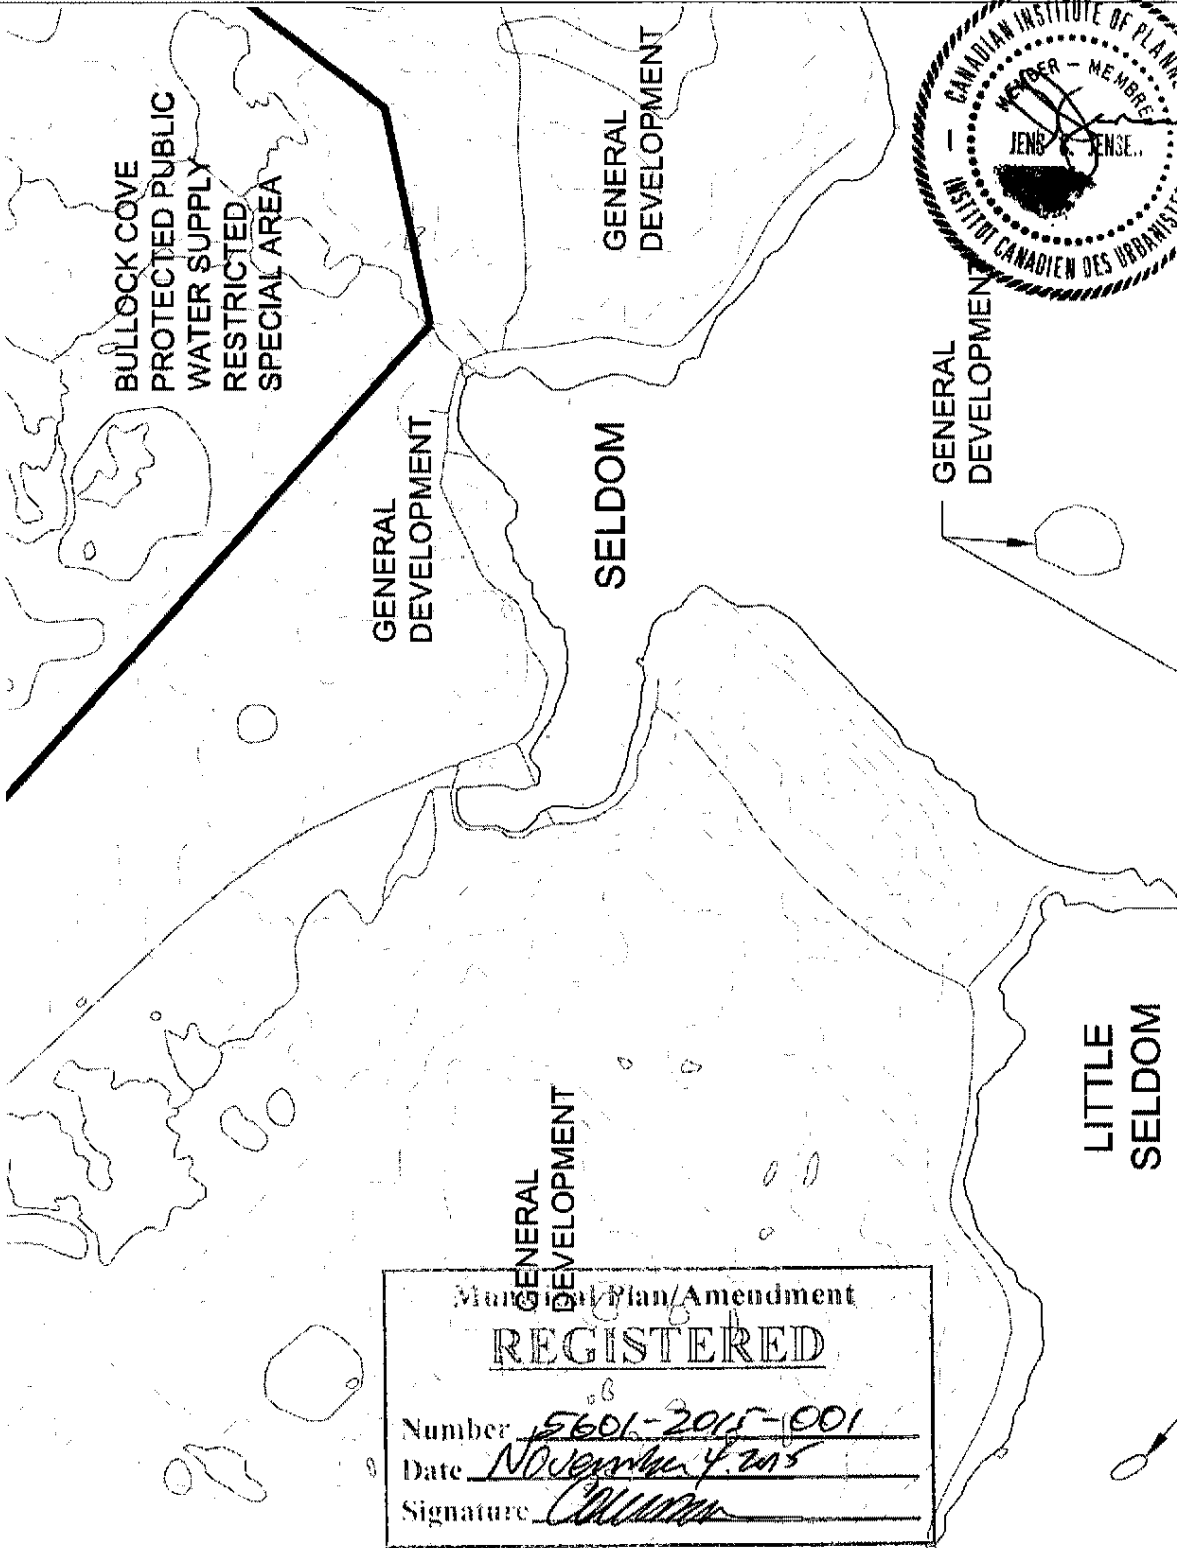 BULLOCK COVE
PROTECTED PUBLIC
WATER SUPPLY
RESTRICTED
SPECIAL AREA
GENERAL
DEVELOPMENT
GENERAL
DEVELOPMENT
SELDOM
GENERAL
DEVELOPMENT
LITTLE
SELDOM
GENERAL
DEVELOPMENT
CANADIAN INSTITUTE OF
MEMBER – MEMBRE
JENS
INSTITUT CANADIEN DES
Municipal Plan/Amendment
REGISTERED
Number 5601-2015-001
Date November 4, 2015
Signature